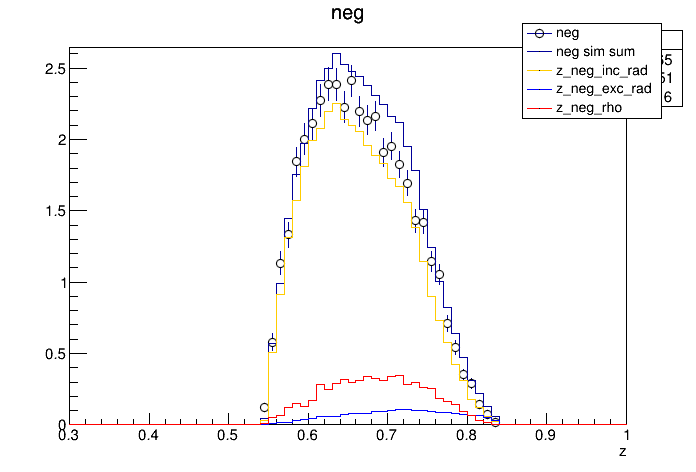 neg
neg
neg sim sum
z_neg_inc_rad
z_neg_exc_rad
z_neg_rho
2.5
2
1.5
1
0.5
0
0.3
0.4
0.5
0.6
0.7
0.8
0.9
1
z